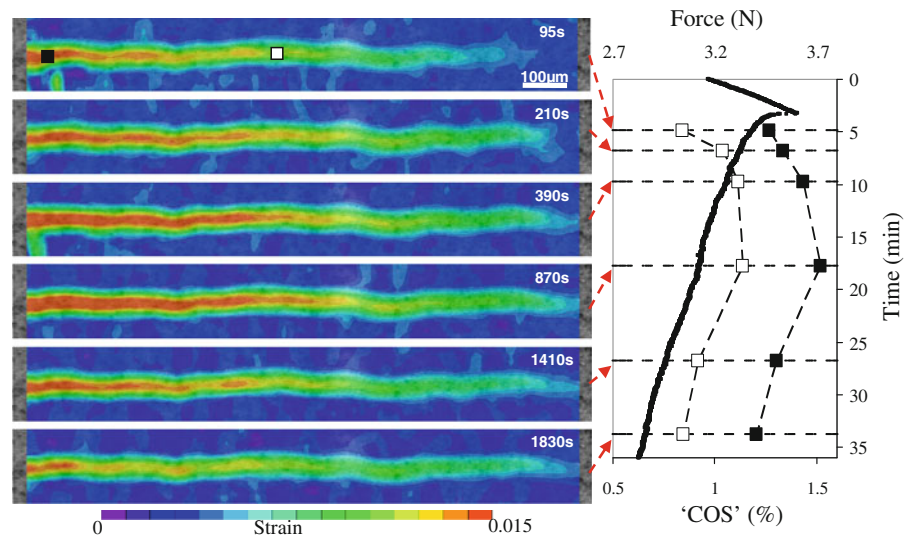 95s
100µm
210s
390s
870s
1410s
1830s
0 Strain 0.015
Force (N)
2.7 3.2 3.7
0
5
10
15
20
25
30
35
Time (min)
0.5 1 1.5
‘COS’ (%)